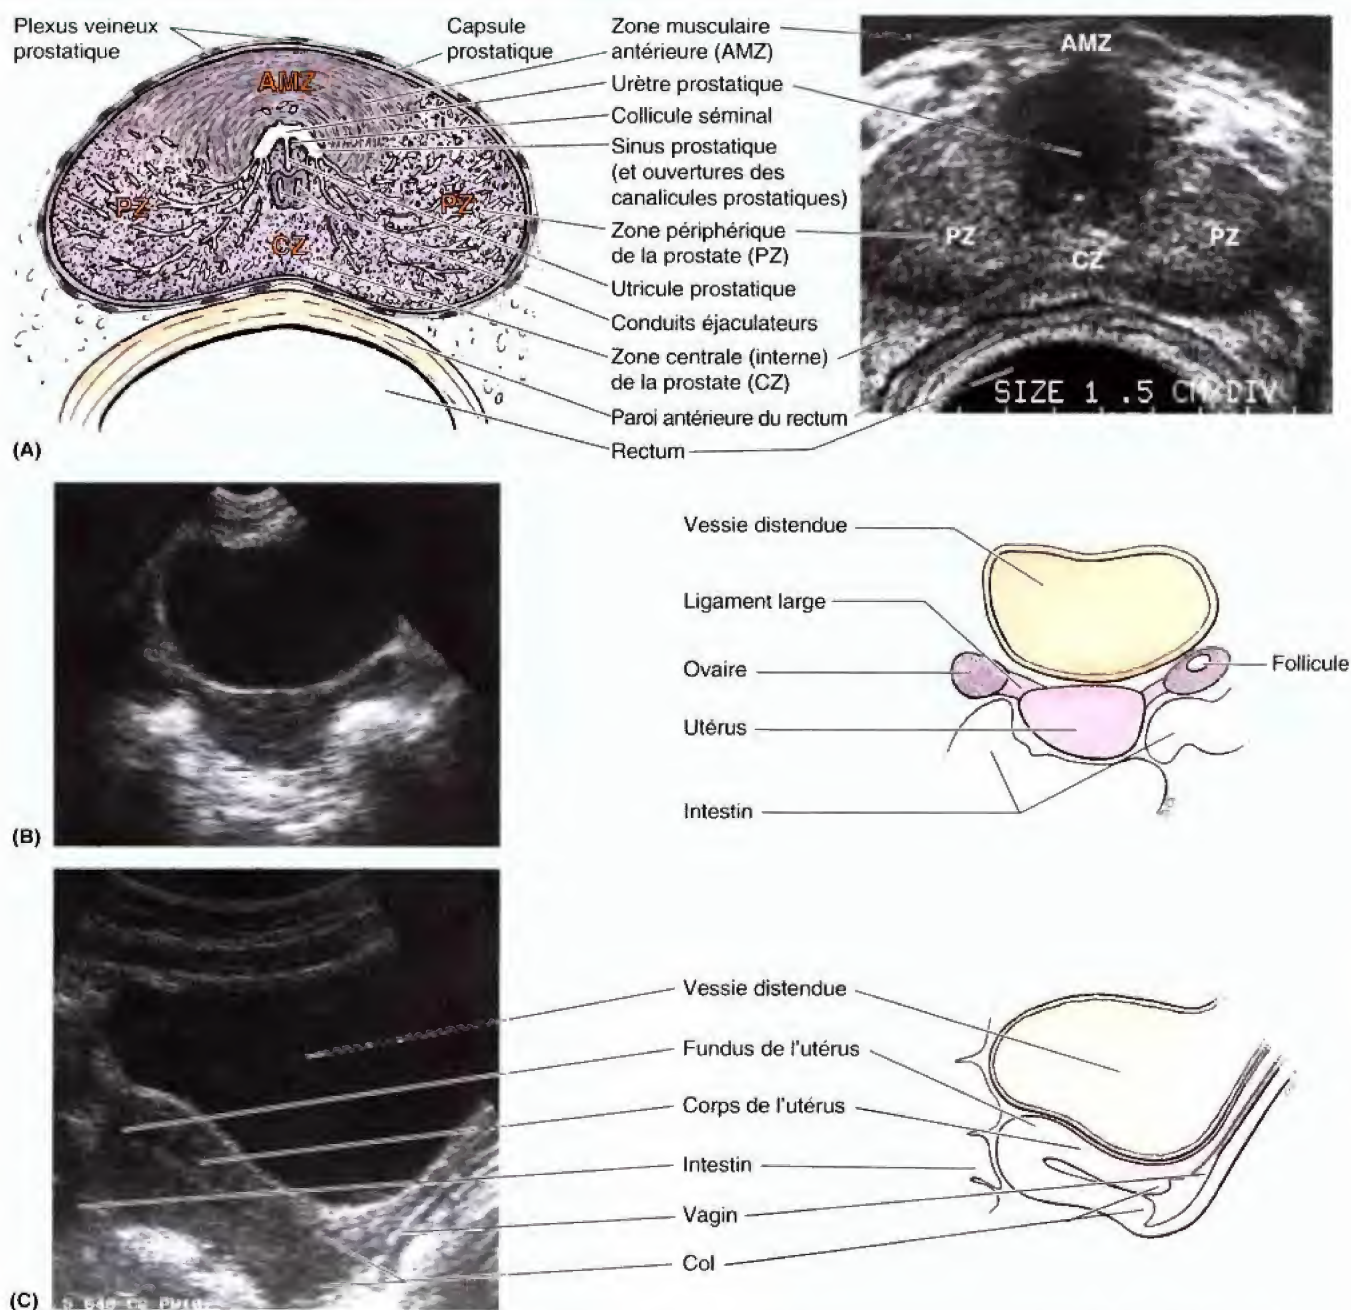 Plexus veineux
prostatique
Capsule
prostatique
Zone musculaire
antérieure (AMZ)
Urètre prostatique
Collicule séminal
Sinus prostatique
(et ouvertures des
canalicules prostatiques)
Zone périphérique
de la prostate (PZ)
Utricule prostatique
Conduits éjaculateurs
Zone centrale (interne)
de la prostate (CZ)
Paroi antérieure du rectum
Rectum
AMZ
PZ
PZ
CZ
AMZ
PZ
PZ
CZ
SIZE 1 .5 CM/DIV
(A)
Vessie distendue
Ligament large
Ovaire
Follicule
Utérus
Intestin
(B)
Vessie distendue
Fundus de l'utérus
Corps de l'utérus
Intestin
Vagin
Col
(C)